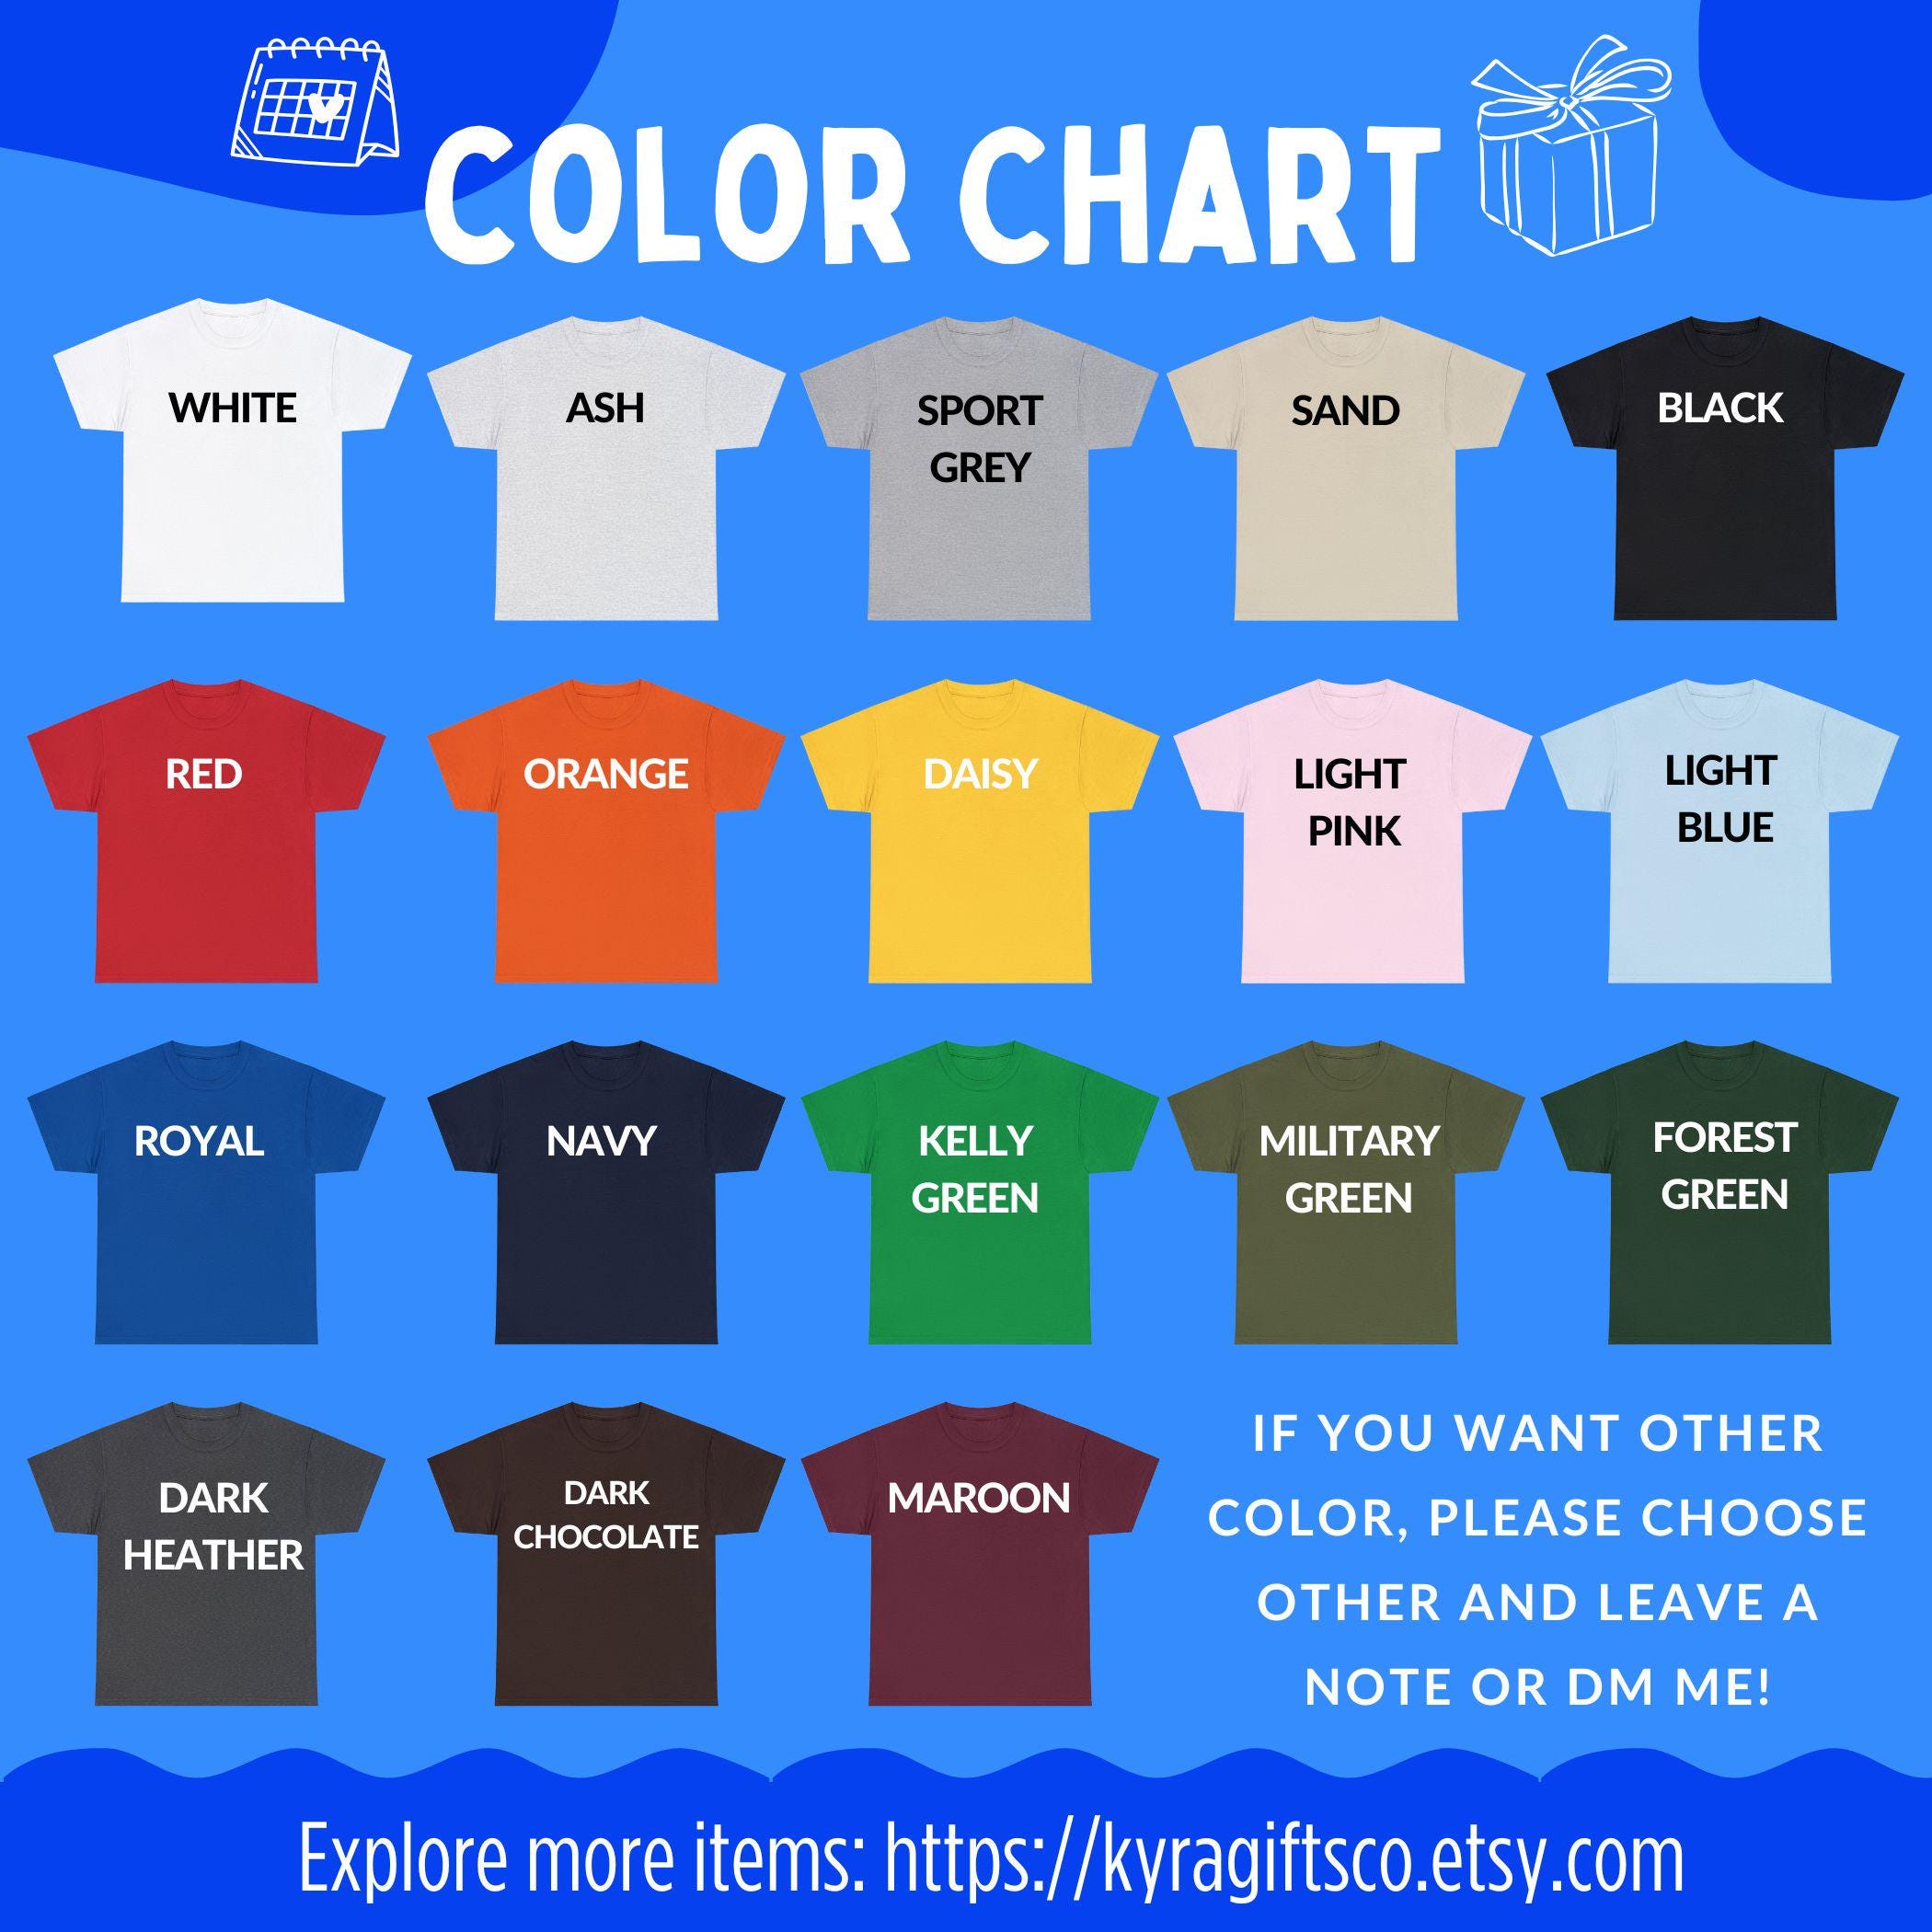 COLOR CHART
WHITE
ASH
SPORT
GREY
SAND
BLACK
RED
ORANGE
DAISY
LIGHT
PINK
LIGHT
BLUE
ROYAL
NAVY
KELLY
GREEN
MILITARY
GREEN
FOREST
GREEN
DARK
HEATHER
DARK
CHOCOLATE
MAROON
IF YOU WANT OTHER
COLOR, PLEASE CHOOSE
OTHER AND LEAVE A
NOTE OR DM ME!
Explore more items: https://kyragiftsco.etsy.com